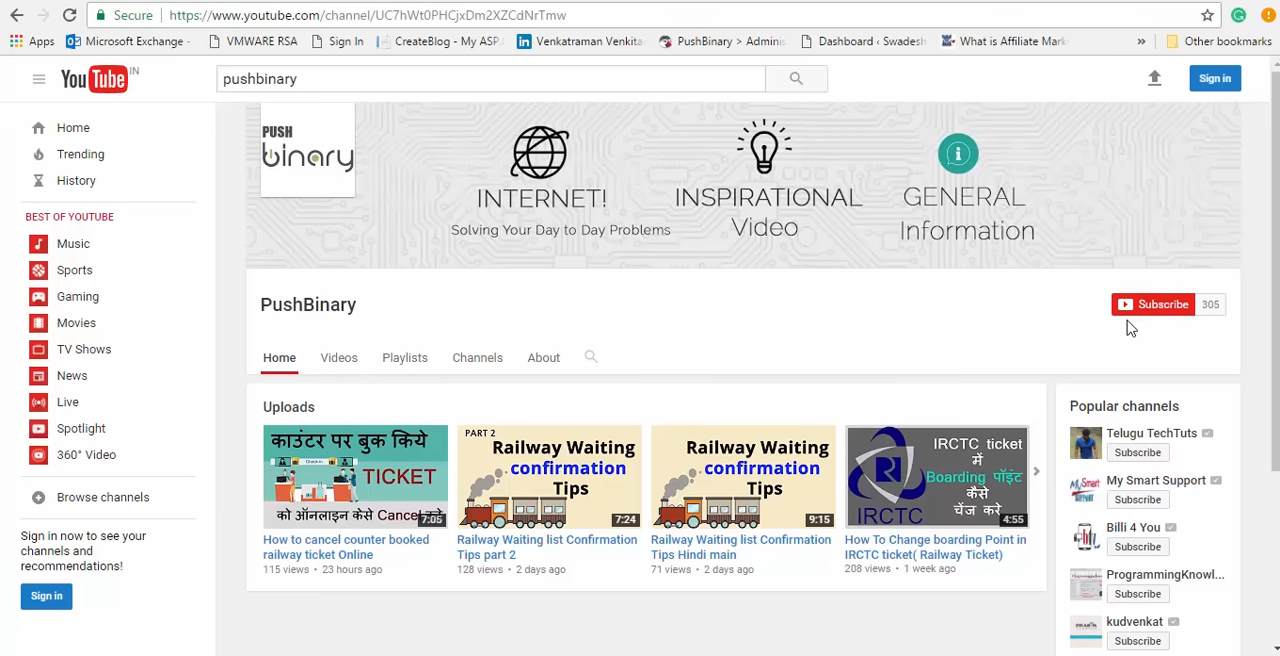 Secure https://www.youtube.com/channel/UC7hWt0PHCjxDm2XZCdNrTmw
Apps Microsoft Exchange - VMWARE RSA Sign In CreateBlog - My ASP. Venkatraman Venkita PushBinary > Adminis Dashboard ‹ Swadesh What is Affiliate Mark » Other bookmarks
YouTube IN pushbinary Sign in
Home
Trending
History
BEST OF YOUTUBE
Music
Sports
Gaming
Movies
TV Shows
News
Live
Spotlight
360° Video
Browse channels
Sign in now to see your
channels and
recommendations!
Sign in
PUSH
binary
INTERNET!
Solving Your Day to Day Problems
INSPIRATIONAL
Video
GENERAL
Information
PushBinary
Subscribe 305
Home Videos Playlists Channels About
Uploads
काउंटर पर बुक किये
TICKET
को ऑनलाइन कैसे Cancel
7:05
How to cancel counter booked
railway ticket Online
115 views • 23 hours ago
PART 2
Railway Waiting
confirmation
Tips
7:24
Railway Waiting list Confirmation
Tips part 2
128 views • 2 days ago
Railway Waiting
confirmation
Tips
9:15
Railway Waiting list Confirmation
Tips Hindi main
71 views • 2 days ago
IRCTC ticket
में
Boarding पॉइंट
कैसे
चेंज करे
IRCTC
4:55
How To Change boarding Point in
IRCTC ticket( Railway Ticket)
208 views • 1 week ago
Popular channels
Telugu TechTuts
Subscribe
My Smart Support
Subscribe
Billi 4 You
Subscribe
ProgrammingKnowl...
Subscribe
kudvenkat
Subscribe